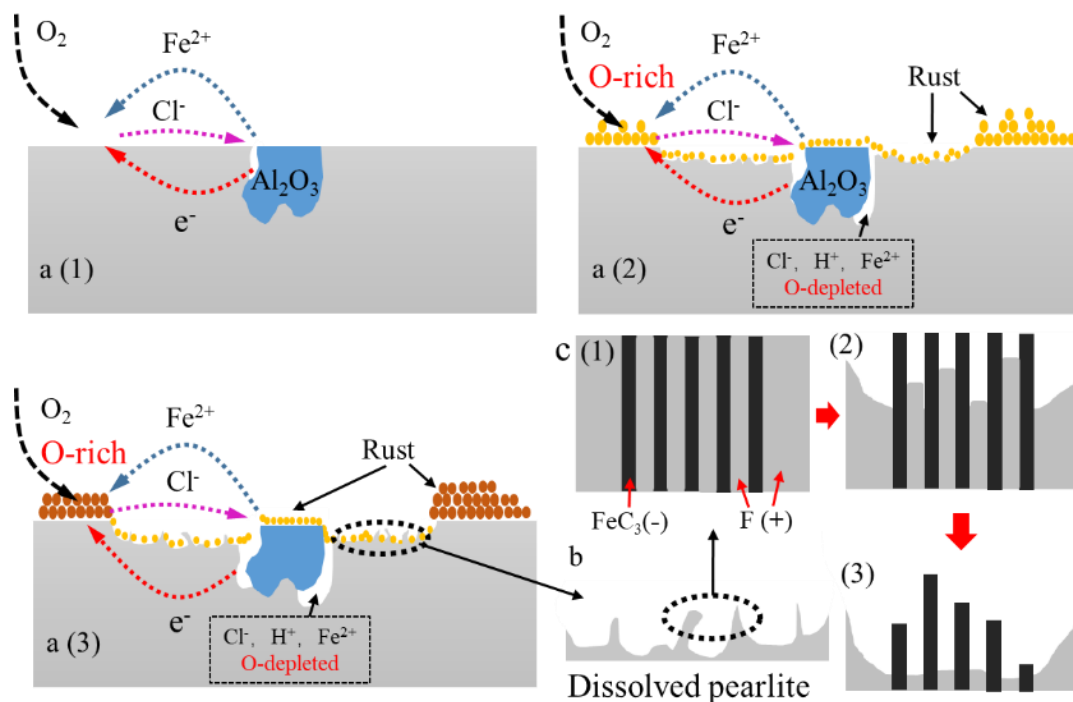 O₂
Fe²⁺
Cl⁻
Al₂O₃
e⁻
a (1)
O₂
O-rich
Fe²⁺
Cl⁻
Rust
Al₂O₃
e⁻
Cl⁻, H⁺, Fe²⁺
O-depleted
a (2)
O₂
O-rich
Fe²⁺
Cl⁻
Rust
e⁻
Cl⁻, H⁺, Fe²⁺
O-depleted
a (3)
c (1)
FeC₃(-)
F (+)
(2)
b
Dissolved pearlite
(3)